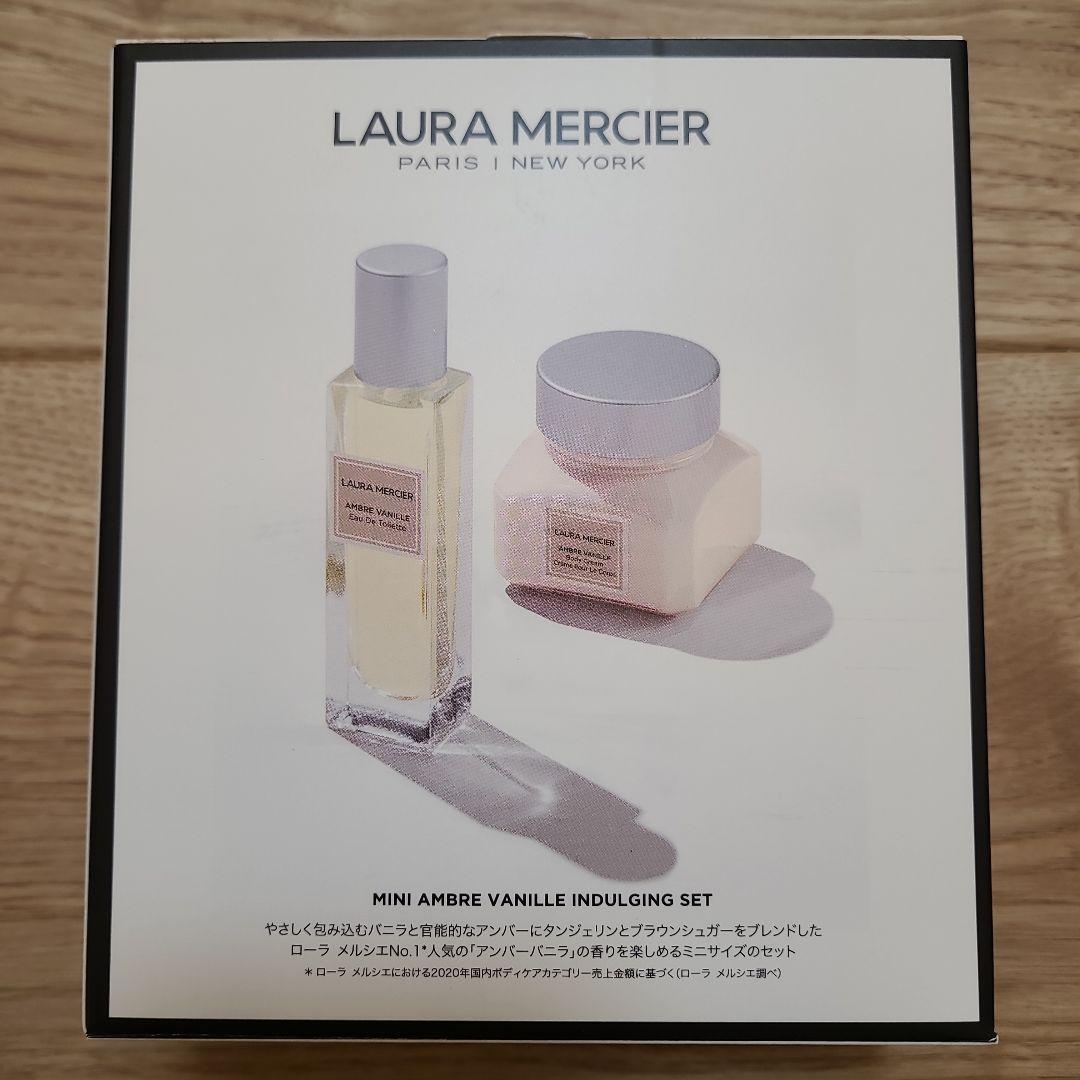 LAURA MERCIER
PARIS | NEW YORK
LAURA MERCIER
AMBRE VANILLE
Eau De Toilette
LAURA MERCIER
AMBRE VANILLE
Body Cream
Crème Pour Le Corps
MINI AMBRE VANILLE INDULGING SET
やさしく包み込むバニラと官能的なアンバーにタンジェリンとブラウンシュガーをブレンドした
ローラ メルシエNo.1*人気の「アンバーバニラ」の香りを楽しめるミニサイズのセット
* ローラ メルシエにおける2020年国内ボディケアカテゴリー売上金額に基づく(ローラ メルシエ調べ)